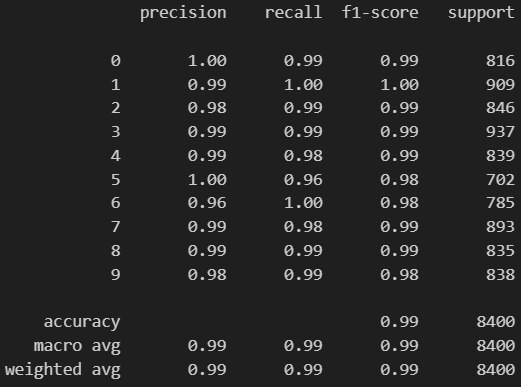 precision recall f1-score support
0 1.00 0.99 0.99 816
1 0.99 1.00 1.00 909
2 0.98 0.99 0.99 846
3 0.99 0.99 0.99 937
4 0.99 0.98 0.99 839
5 1.00 0.96 0.98 702
6 0.96 1.00 0.98 785
7 0.99 0.98 0.99 893
8 0.99 0.99 0.99 835
9 0.98 0.99 0.98 838
accuracy 0.99 8400
macro avg 0.99 0.99 0.99 8400
weighted avg 0.99 0.99 0.99 8400